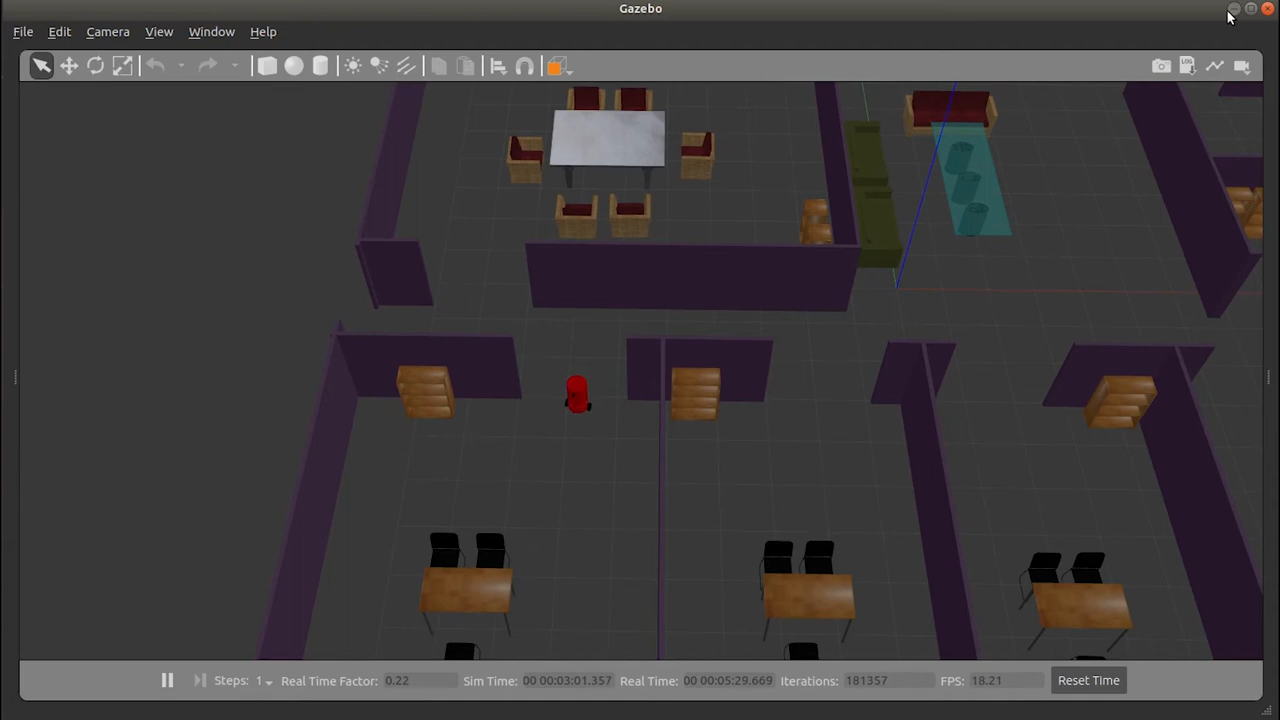 Gazebo
File Edit Camera View Window Help
LOG
Steps: 1 Real Time Factor: 0.22 Sim Time: 00 00:03:01.357 Real Time: 00 00:05:29.669 Iterations: 181357 FPS: 18.21 Reset Time